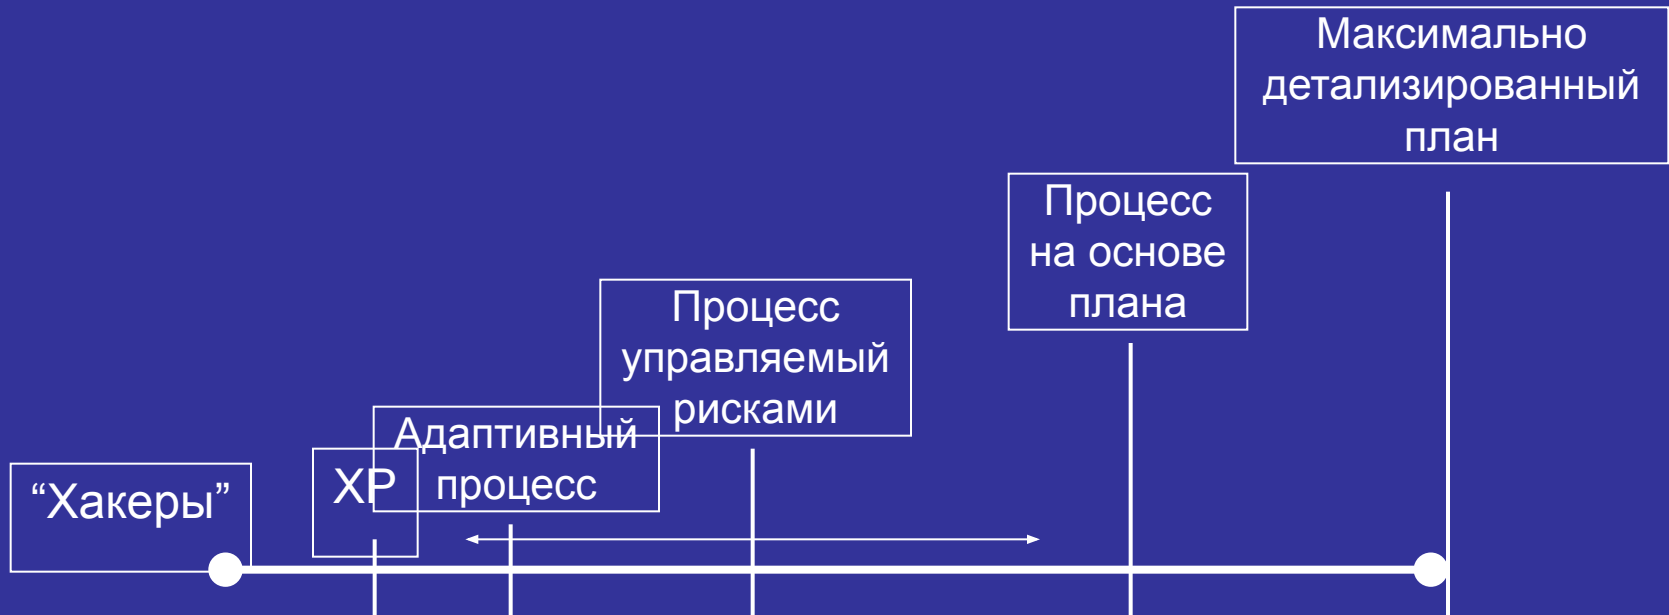 “Хакеры”
XP
Адаптивный
процесс
Процесс
управляемый
рисками
Процесс
на основе
плана
Максимально
детализированный
план